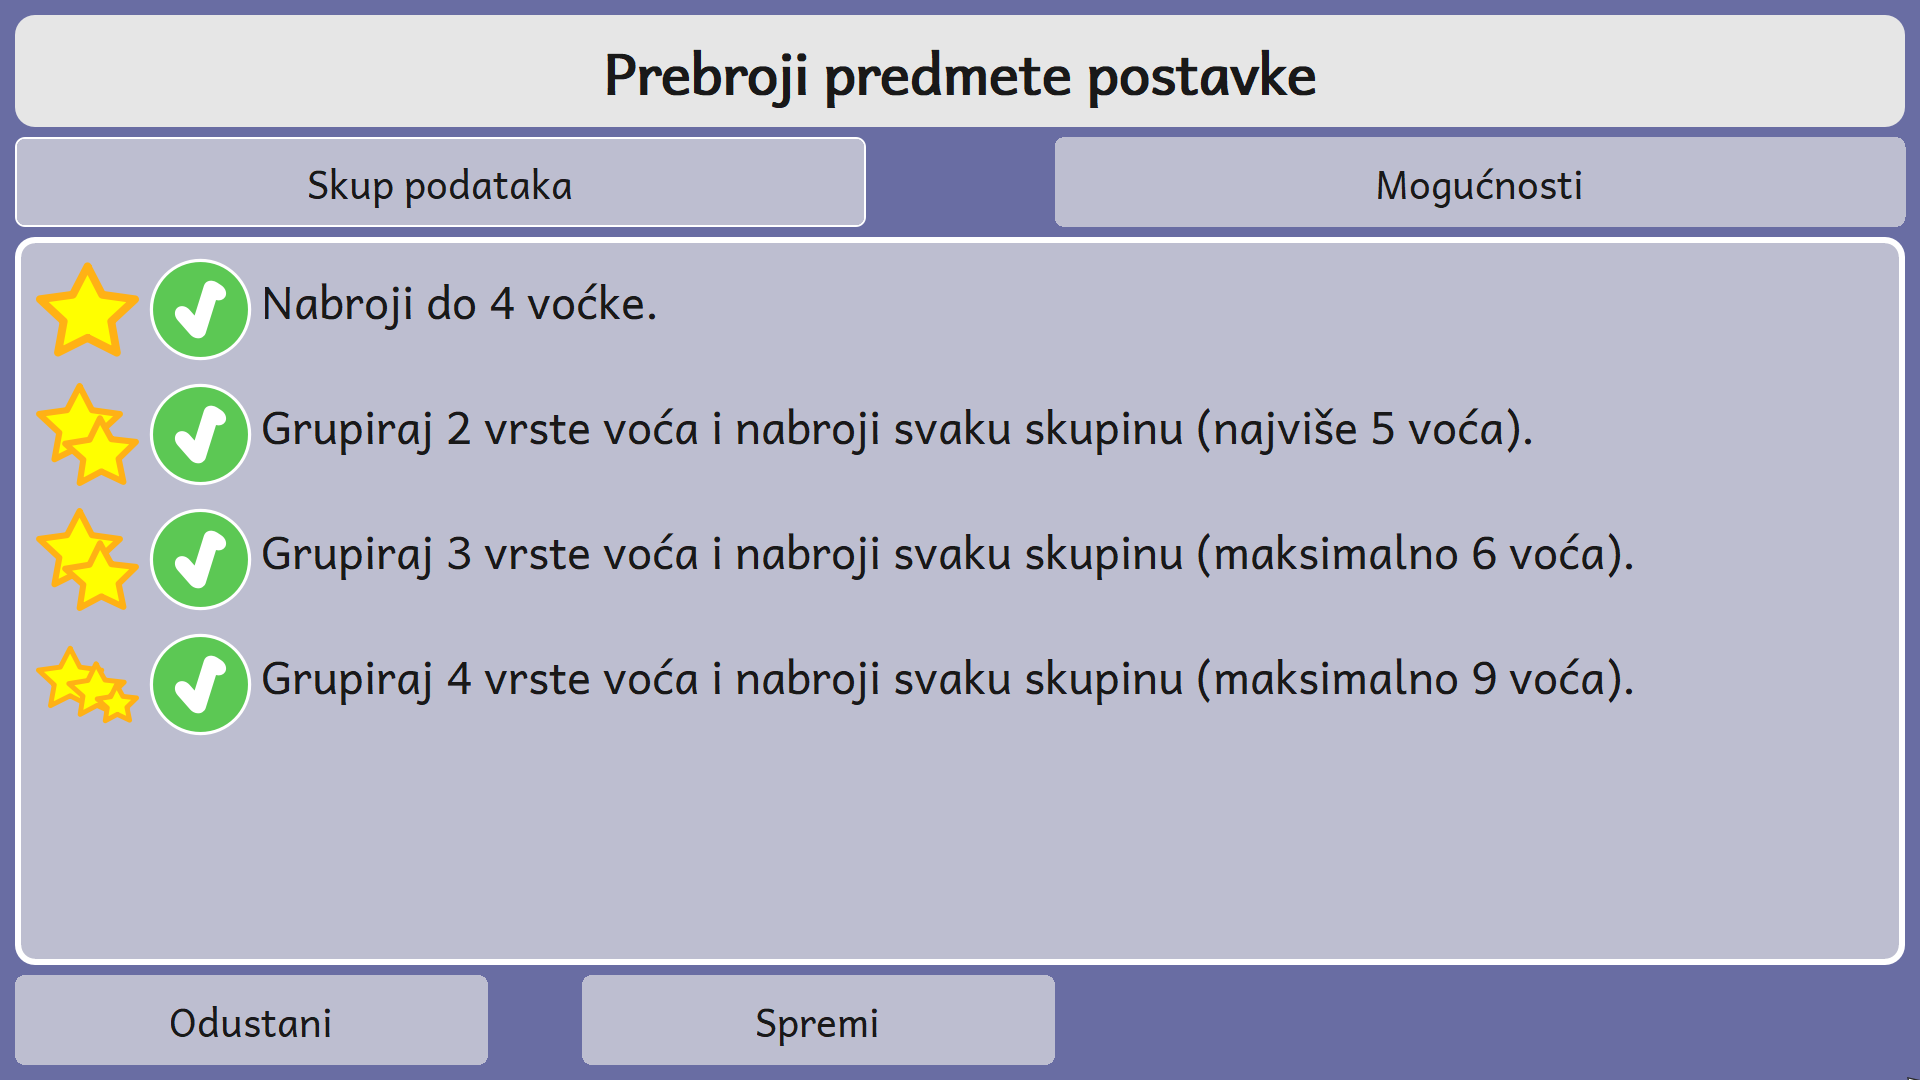 Prebroji predmete postavke
Skup podataka
Mogućnosti
Nabroji do 4 voćke.
Grupiraj 2 vrste voća i nabroji svaku skupinu (najviše 5 voća).
Grupiraj 3 vrste voća i nabroji svaku skupinu (maksimalno 6 voća).
Grupiraj 4 vrste voća i nabroji svaku skupinu (maksimalno 9 voća).
Odustani
Spremi